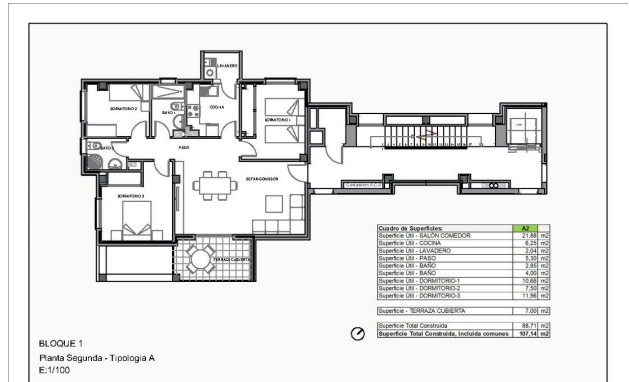 LAVADERO
DORMITORIO 2
BAÑO
COCINA
DORMITORIO 1
BAÑO
PASO
ESTAR-COMEDOR
DORMITORIO 3
TERRAZA CUBIERTA
Cuadro de Superficies: A2
Superficie Útil - SALÓN COMEDOR 21,88 m2
Superficie Útil - COCINA 6,25 m2
Superficie Útil - LAVADERO 2,04 m2
Superficie Útil - PASO 5,30 m2
Superficie Útil - BAÑO 2,85 m2
Superficie Útil - BAÑO 4,00 m2
Superficie Útil - DORMITORIO-1 10,66 m2
Superficie Útil - DORMITORIO-2 7,50 m2
Superficie Útil - DORMITORIO-3 11,96 m2
Superficie - TERRAZA CUBIERTA 7,00 m2
Superficie Total Construida 88,71 m2
Superficie Total Construida, incluida comunes 107,14 m2
BLOQUE 1
Planta Segunda - Tipologia A
E:1/100